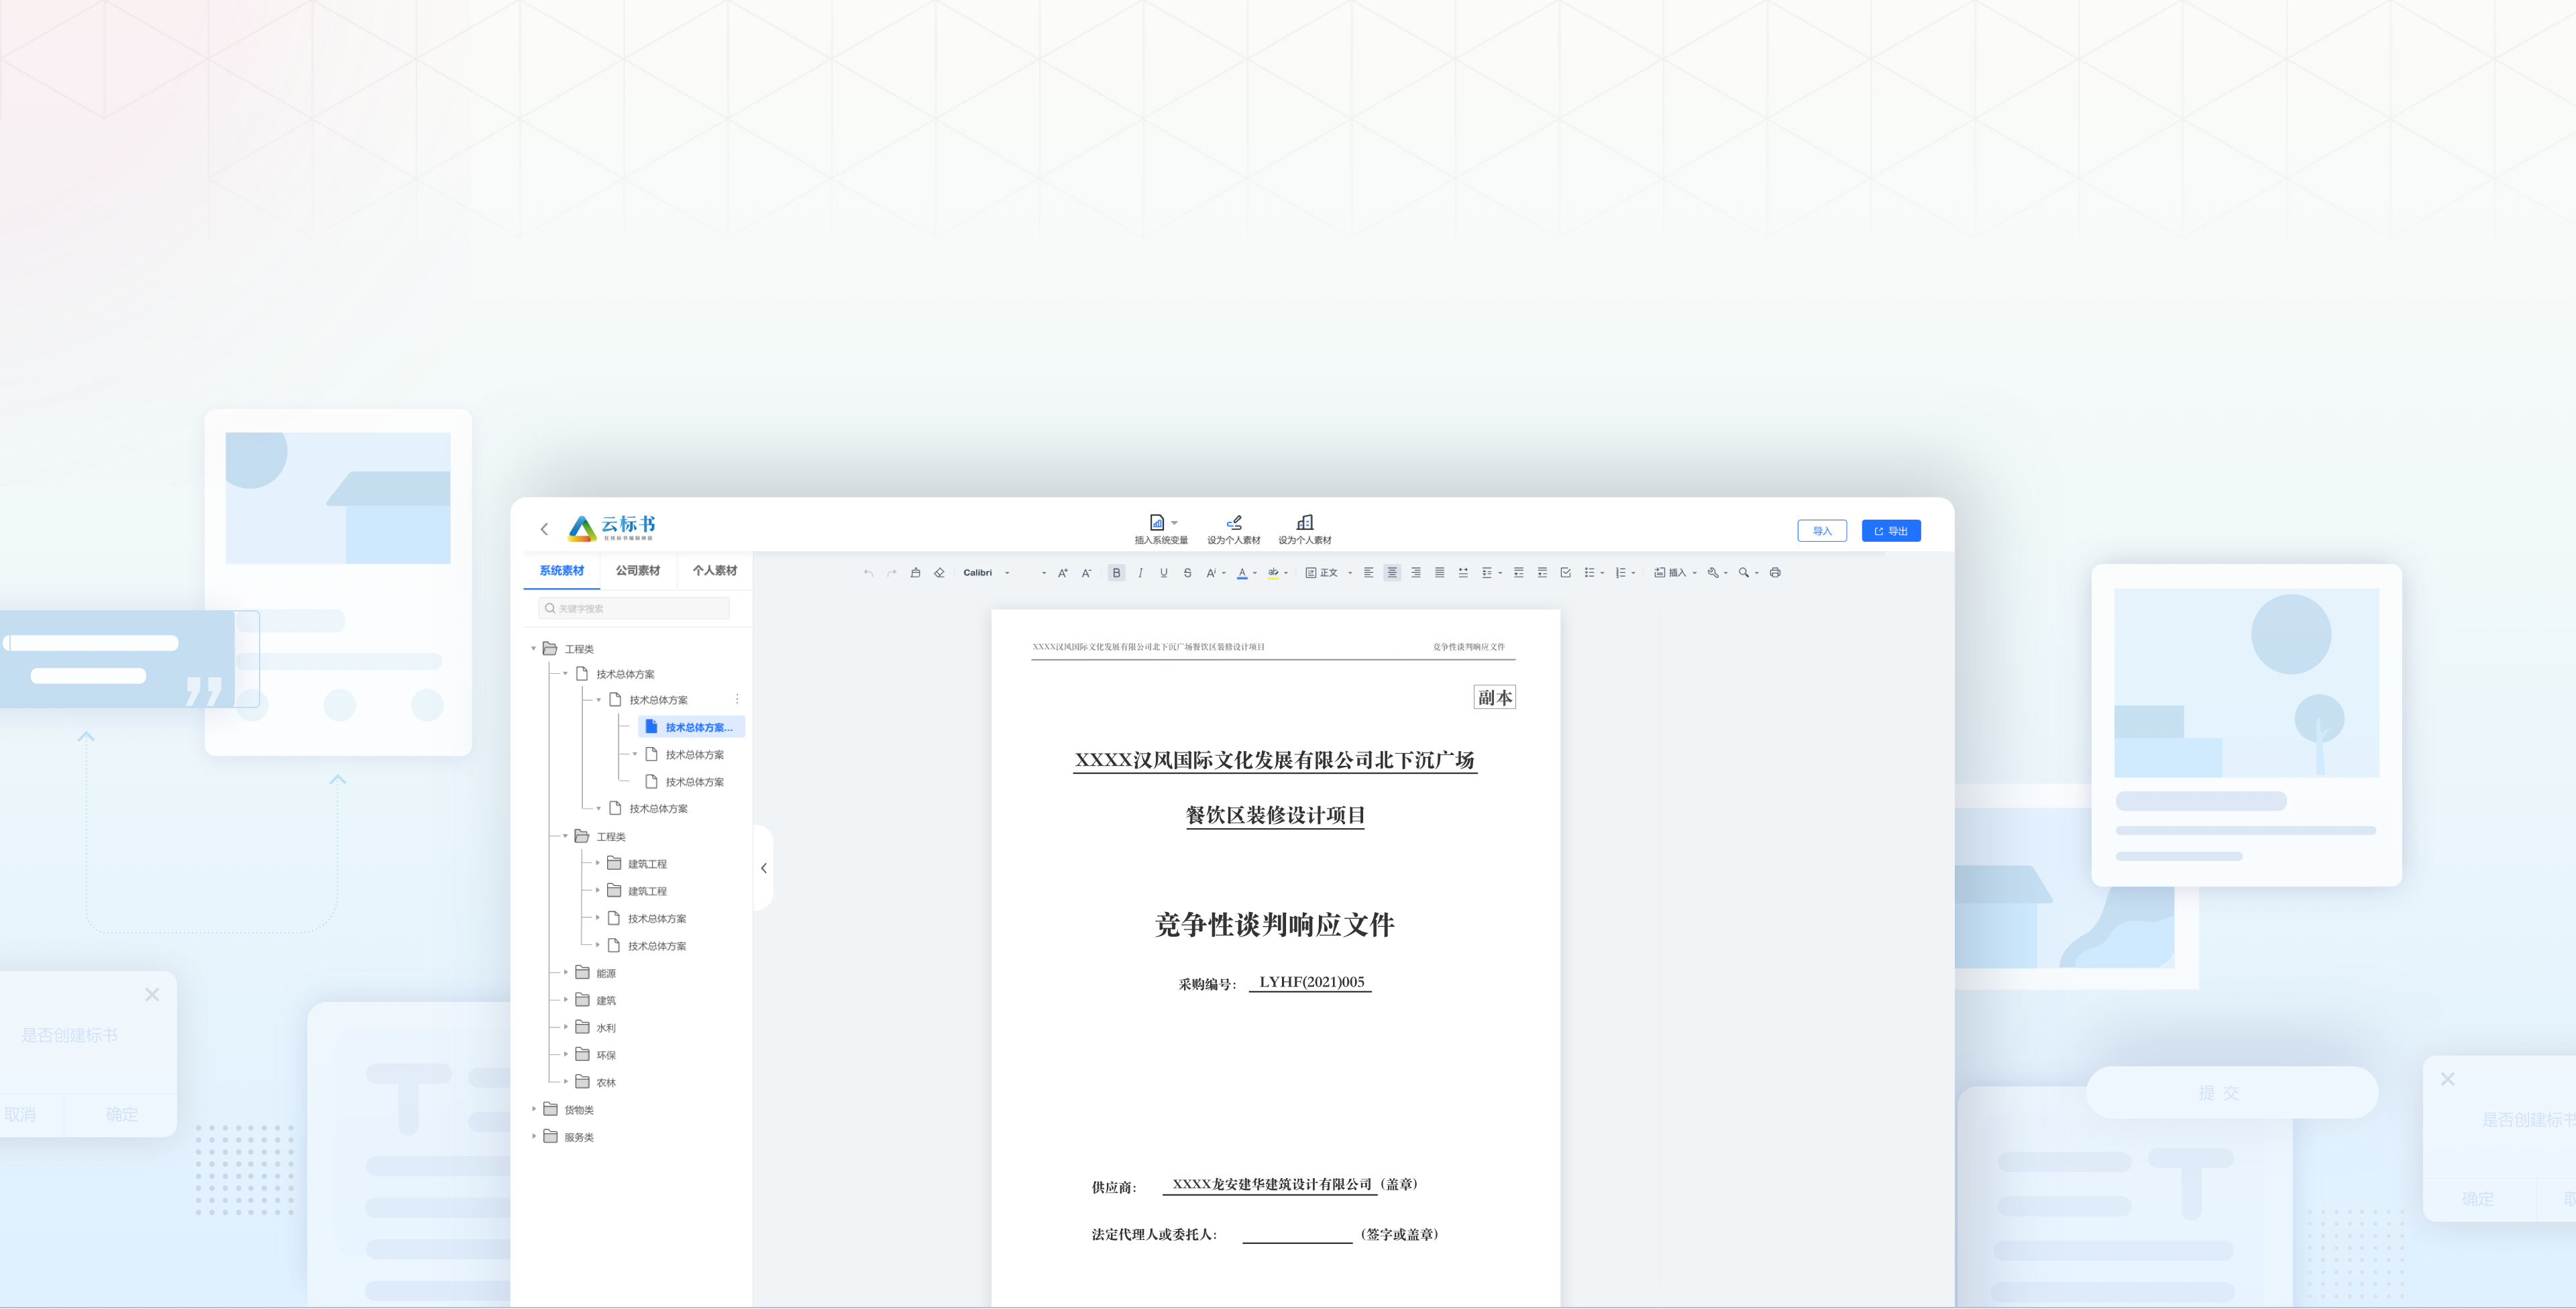 云标书
在线标书编辑神器
插入系统变量
设为个人素材
设为个人素材
导入
导出
系统素材
公司素材
个人素材
Calibri
正文
插入
关键字搜索
工程类
技术总体方案
技术总体方案
技术总体方案...
技术总体方案
技术总体方案
技术总体方案
工程类
建筑工程
建筑工程
技术总体方案
技术总体方案
能源
建筑
水利
环保
农林
货物类
服务类
XXXX汉风国际文化发展有限公司北下沉广场餐饮区装修设计项目
竞争性谈判响应文件
副本
XXXX汉风国际文化发展有限公司北下沉广场
餐饮区装修设计项目
竞争性谈判响应文件
采购编号： LYHF(2021)005
供应商： XXXX龙安建华建筑设计有限公司（盖章）
法定代理人或委托人： （签字或盖章）
是否创建标书
取消
确定
提 交
是否创建标书
确定